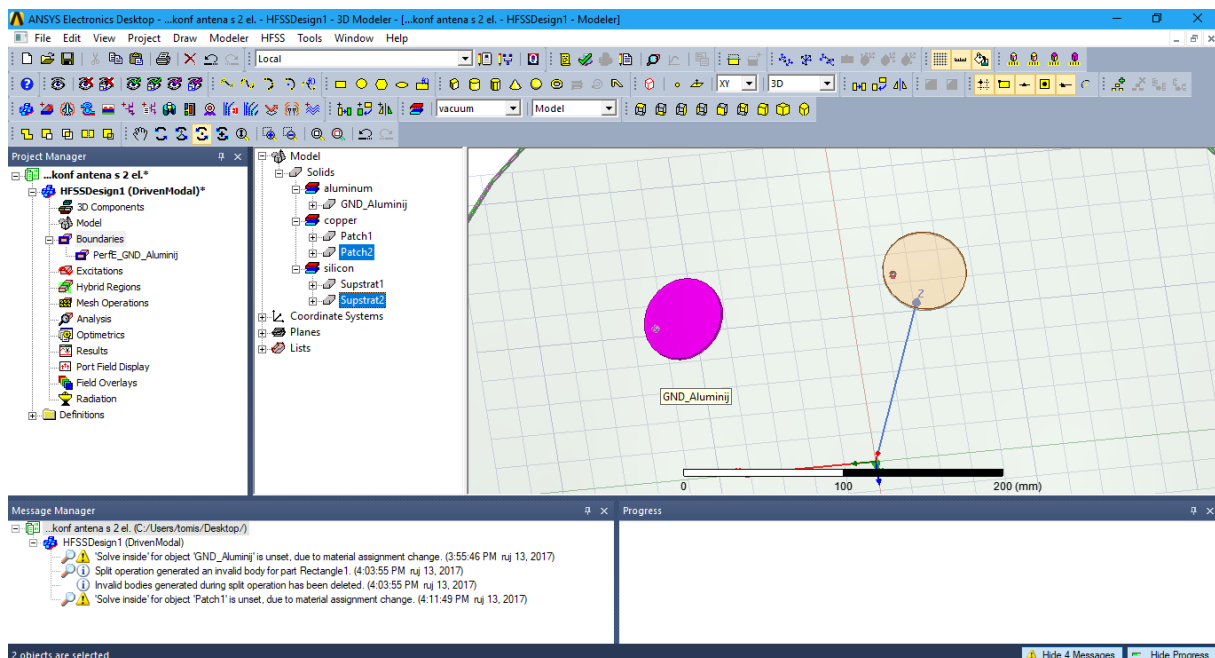 ANSYS Electronics Desktop - ...konf antena s 2 el. - HFSSDesign1 - 3D Modeler - [...konf antena s 2 el. - HFSSDesign1 - Modeler]
File Edit View Project Draw Modeler HFSS Tools Window Help
Local
XY 3D
vacuum Model
Project Manager
...konf antena s 2 el.*
HFSSDesign1 (DrivenModal)*
3D Components
Model
Boundaries
PerfE_GND_Aluminij
Excitations
Hybrid Regions
Mesh Operations
Analysis
Optimetrics
Results
Port Field Display
Field Overlays
Radiation
Definitions
Model
Solids
aluminum
GND_Aluminij
copper
Patch1
Patch2
silicon
Supstrat1
Supstrat2
Coordinate Systems
Planes
Lists
Z
GND_Aluminij
0 100 200 (mm)
Message Manager
...konf antena s 2 el. (C:/Users/tomis/Desktop/)
HFSSDesign1 (DrivenModal)
'Solve inside' for object 'GND_Aluminij' is unset, due to material assignment change. (3:55:46 PM ruj 13, 2017)
Split operation generated an invalid body for part Rectangle1. (4:03:55 PM ruj 13, 2017)
Invalid bodies generated during split operation has been deleted. (4:03:55 PM ruj 13, 2017)
'Solve inside' for object 'Patch1' is unset, due to material assignment change. (4:11:49 PM ruj 13, 2017)
Progress
2 objects are selected
Hide 4 Messages Hide Progress